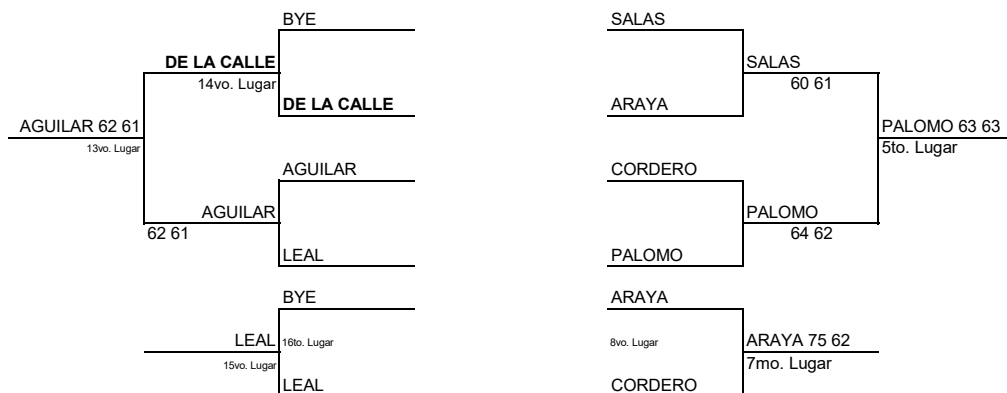 BYE
SALAS
DE LA CALLE
SALAS
14vo. Lugar
60 61
DE LA CALLE
ARAYA
AGUILAR 62 61
PALOMO 63 63
13vo. Lugar
5to. Lugar
AGUILAR
CORDERO
AGUILAR
PALOMO
62 61
64 62
LEAL
PALOMO
BYE
ARAYA
LEAL
16to. Lugar
8vo. Lugar
ARAYA 75 62
15vo. Lugar
7mo. Lugar
LEAL
CORDERO